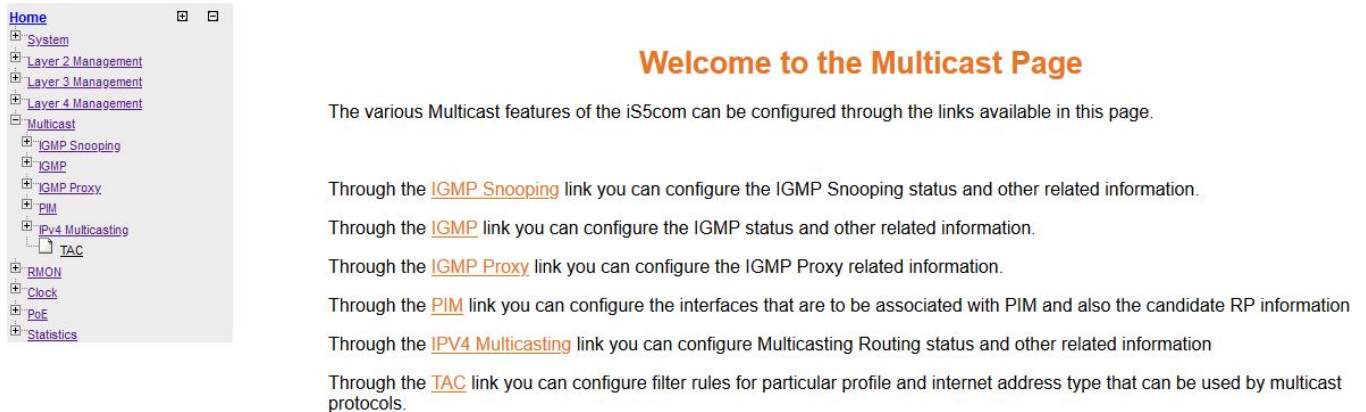 Home
System
Layer 2 Management
Layer 3 Management
Layer 4 Management
Multicast
IGMP Snooping
IGMP
IGMP Proxy
PIM
IPv4 Multicasting
TAC
RMON
Clock
PoE
Statistics
Welcome to the Multicast Page
The various Multicast features of the iS5com can be configured through the links available in this page.
Through the IGMP Snooping link you can configure the IGMP Snooping status and other related information.
Through the IGMP link you can configure the IGMP status and other related information.
Through the IGMP Proxy link you can configure the IGMP Proxy related information.
Through the PIM link you can configure the interfaces that are to be associated with PIM and also the candidate RP information
Through the IPV4 Multicasting link you can configure Multicasting Routing status and other related information
Through the TAC link you can configure filter rules for particular profile and internet address type that can be used by multicast
protocols.